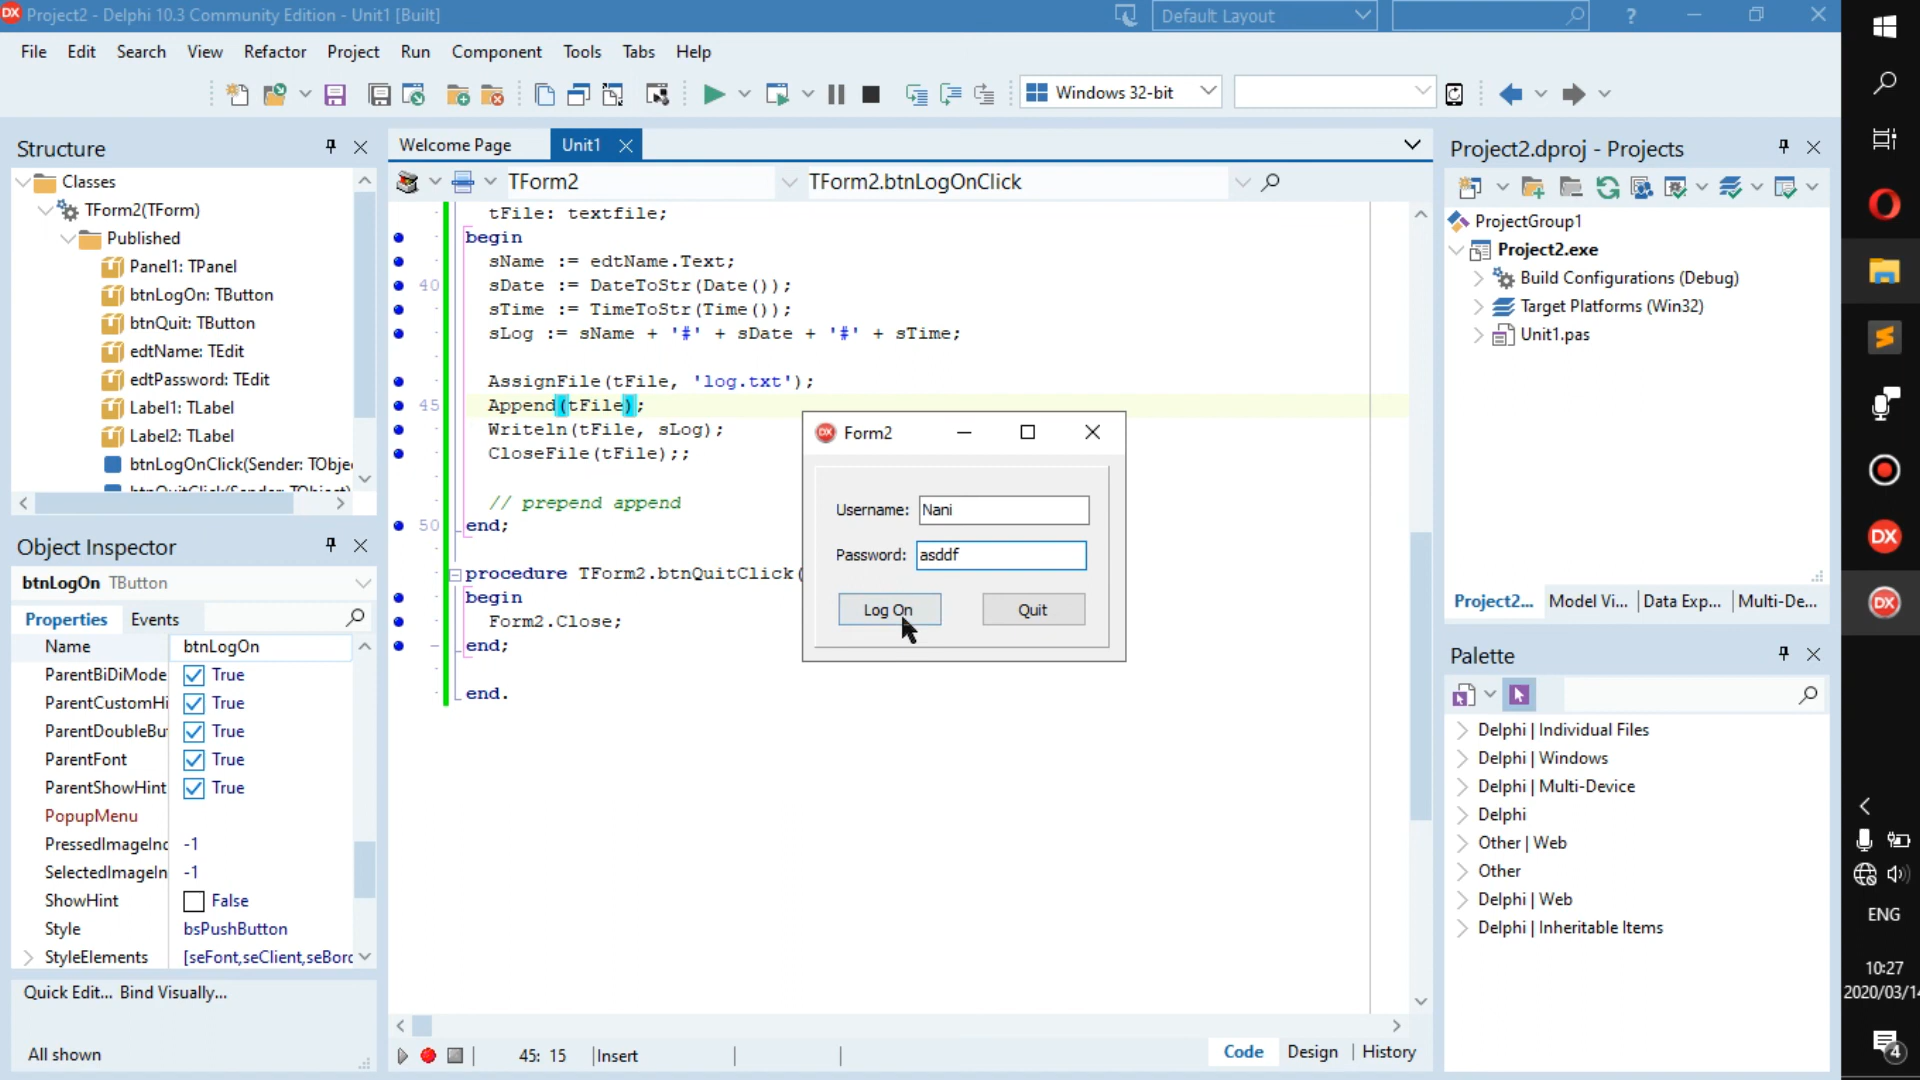 Project2 - Delphi 10.3 Community Edition - Unit1 [Built]
Default Layout
?
File Edit Search View Refactor Project Run Component Tools Tabs Help
Windows 32-bit
Structure
Classes
TForm2(TForm)
Published
Panel1: TPanel
btnLogOn: TButton
btnQuit: TButton
edtName: TEdit
edtPassword: TEdit
Label1: TLabel
Label2: TLabel
btnLogOnClick(Sender: TObje
Object Inspector
btnLogOn TButton
Properties Events
Name btnLogOn
ParentBiDiMode True
ParentCustomHi True
ParentDoubleBu True
ParentFont True
ParentShowHint True
PopupMenu
PressedImageInd -1
SelectedImageIn -1
ShowHint False
Style bsPushButton
StyleElements [seFont,seClient,seBord
Quick Edit... Bind Visually...
All shown
Welcome Page Unit1
TForm2 TForm2.btnLogOnClick
tFile: textfile;
begin
sName := edtName.Text;
40 sDate := DateToStr(Date());
sTime := TimeToStr(Time());
sLog := sName + '#' + sDate + '#' + sTime;
AssignFile(tFile, 'log.txt');
45 Append(tFile);
Writeln(tFile, sLog);
CloseFile(tFile);;
// prepend append
50 end;
procedure TForm2.btnQuitClick(
begin
Form2.Close;
end;
end.
45: 15 Insert
Code Design History
Form2
Username: Nani
Password: asddf
Log On Quit
Project2.dproj - Projects
ProjectGroup1
Project2.exe
Build Configurations (Debug)
Target Platforms (Win32)
Unit1.pas
Project2... Model Vi... Data Exp... Multi-De...
Palette
Delphi | Individual Files
Delphi | Windows
Delphi | Multi-Device
Delphi
Other | Web
Other
Delphi | Web
Delphi | Inheritable Items
DX
DX
ENG
10:27
2020/03/14
4